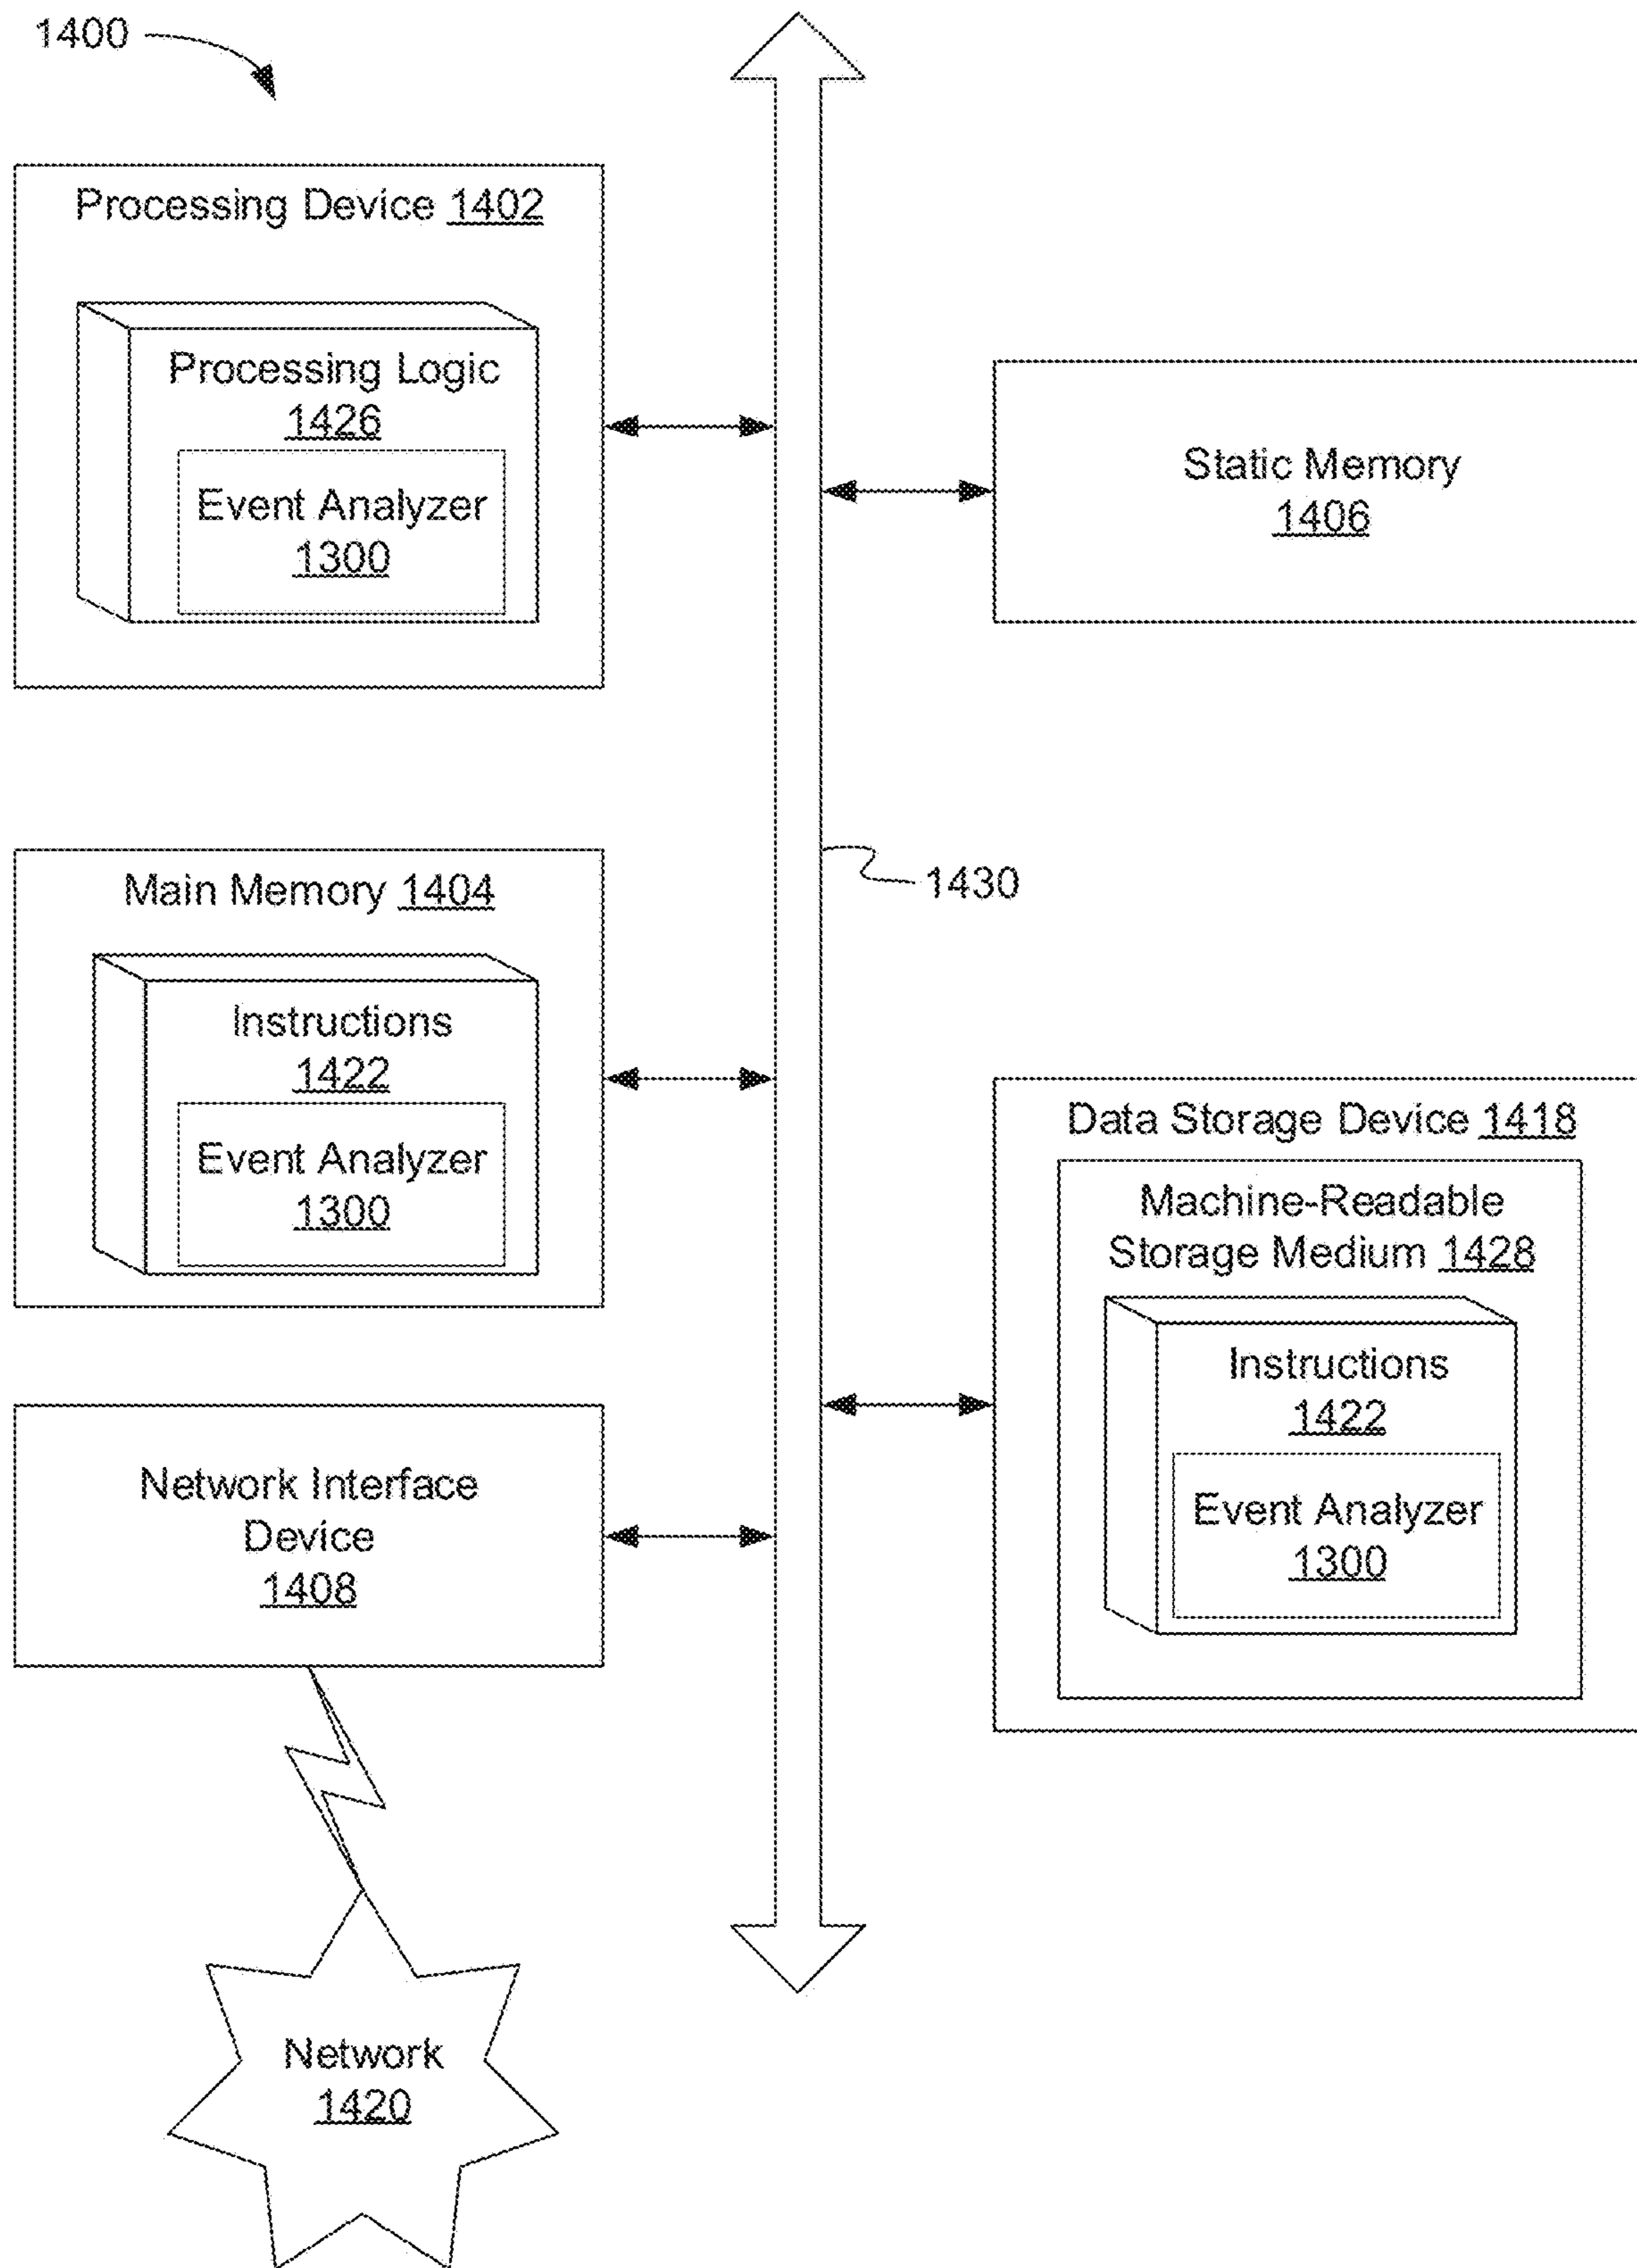 1400
Processing Device 1402
Processing Logic
1426
Event Analyzer
1300
Static Memory
1406
Main Memory 1404
Instructions
1422
Event Analyzer
1300
1430
Data Storage Device 1418
Machine-Readable
Storage Medium 1428
Instructions
1422
Event Analyzer
1300
Network Interface
Device
1408
Network
1420